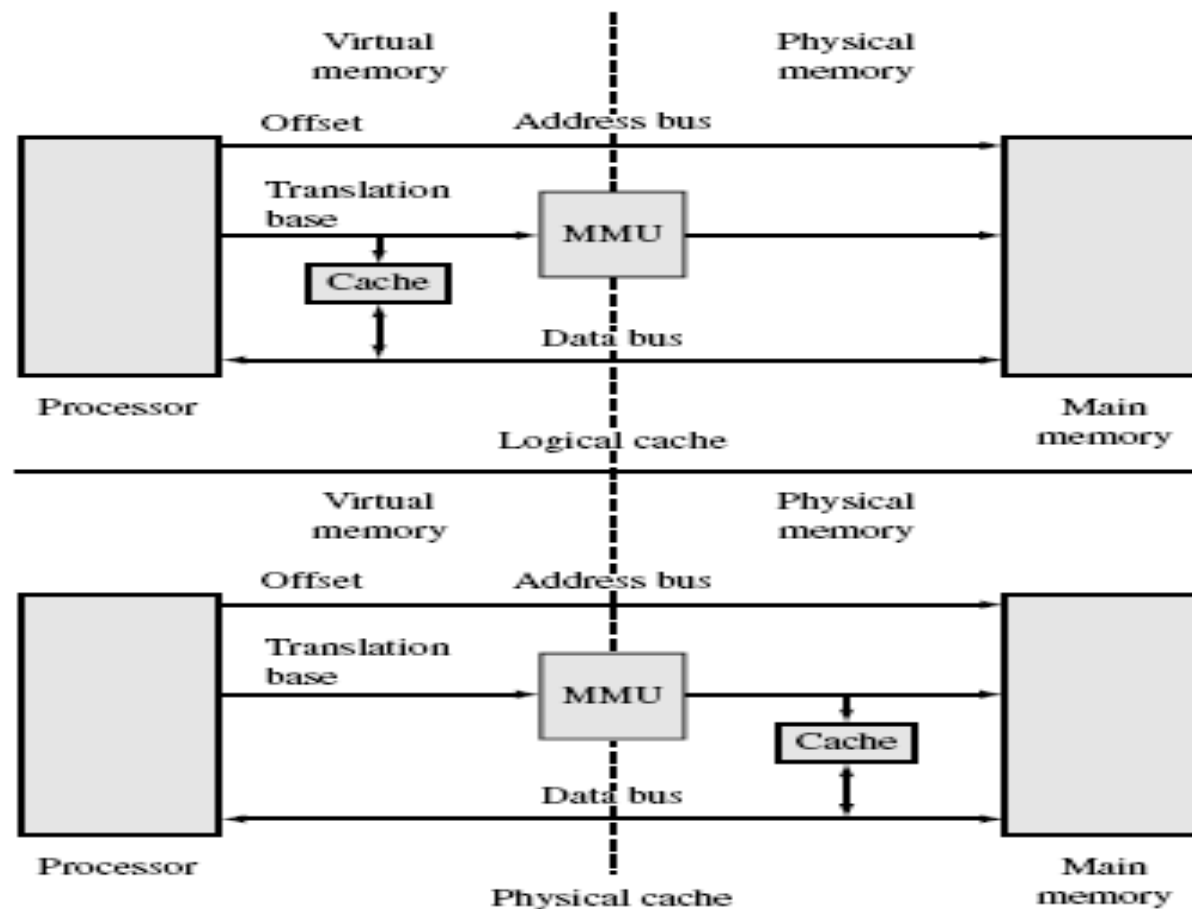 Virtual
memory
Physical
memory
Offset
Address bus
Translation
base
MMU
Cache
Data bus
Processor
Main
memory
Logical cache
Virtual
memory
Physical
memory
Offset
Address bus
Translation
base
MMU
Cache
Data bus
Processor
Main
memory
Physical cache